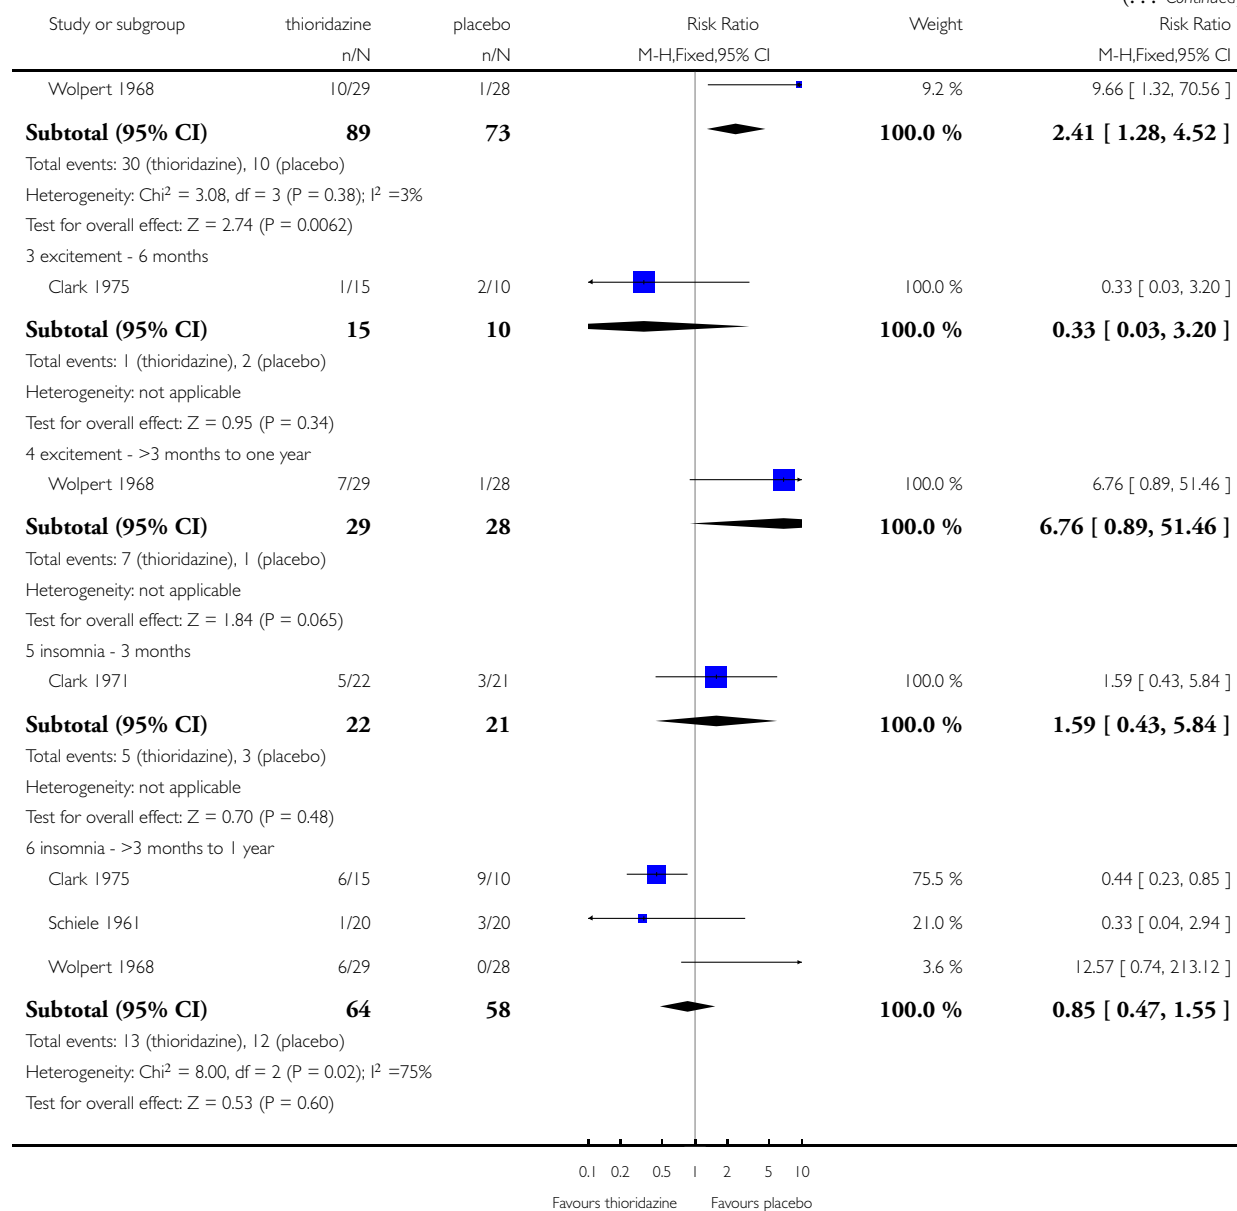 (... Continued
Study or subgroup thioridazine placebo Risk Ratio Weight Risk Ratio
n/N n/N M-H,Fixed,95% CI M-H,Fixed,95% CI
Wolpert 1968 10/29 1/28 9.2 % 9.66 [ 1.32, 70.56 ]
Subtotal (95% CI) 89 73 100.0 % 2.41 [ 1.28, 4.52 ]
Total events: 30 (thioridazine), 10 (placebo)
Heterogeneity: Chi² = 3.08, df = 3 (P = 0.38); I² =3%
Test for overall effect: Z = 2.74 (P = 0.0062)
3 excitement - 6 months
Clark 1975 1/15 2/10 100.0 % 0.33 [ 0.03, 3.20 ]
Subtotal (95% CI) 15 10 100.0 % 0.33 [ 0.03, 3.20 ]
Total events: 1 (thioridazine), 2 (placebo)
Heterogeneity: not applicable
Test for overall effect: Z = 0.95 (P = 0.34)
4 excitement - >3 months to one year
Wolpert 1968 7/29 1/28 100.0 % 6.76 [ 0.89, 51.46 ]
Subtotal (95% CI) 29 28 100.0 % 6.76 [ 0.89, 51.46 ]
Total events: 7 (thioridazine), 1 (placebo)
Heterogeneity: not applicable
Test for overall effect: Z = 1.84 (P = 0.065)
5 insomnia - 3 months
Clark 1971 5/22 3/21 100.0 % 1.59 [ 0.43, 5.84 ]
Subtotal (95% CI) 22 21 100.0 % 1.59 [ 0.43, 5.84 ]
Total events: 5 (thioridazine), 3 (placebo)
Heterogeneity: not applicable
Test for overall effect: Z = 0.70 (P = 0.48)
6 insomnia - >3 months to 1 year
Clark 1975 6/15 9/10 75.5 % 0.44 [ 0.23, 0.85 ]
Schiele 1961 1/20 3/20 21.0 % 0.33 [ 0.04, 2.94 ]
Wolpert 1968 6/29 0/28 3.6 % 12.57 [ 0.74, 213.12 ]
Subtotal (95% CI) 64 58 100.0 % 0.85 [ 0.47, 1.55 ]
Total events: 13 (thioridazine), 12 (placebo)
Heterogeneity: Chi² = 8.00, df = 2 (P = 0.02); I² =75%
Test for overall effect: Z = 0.53 (P = 0.60)
0.1 0.2 0.5 1 2 5 10
Favours thioridazine Favours placebo